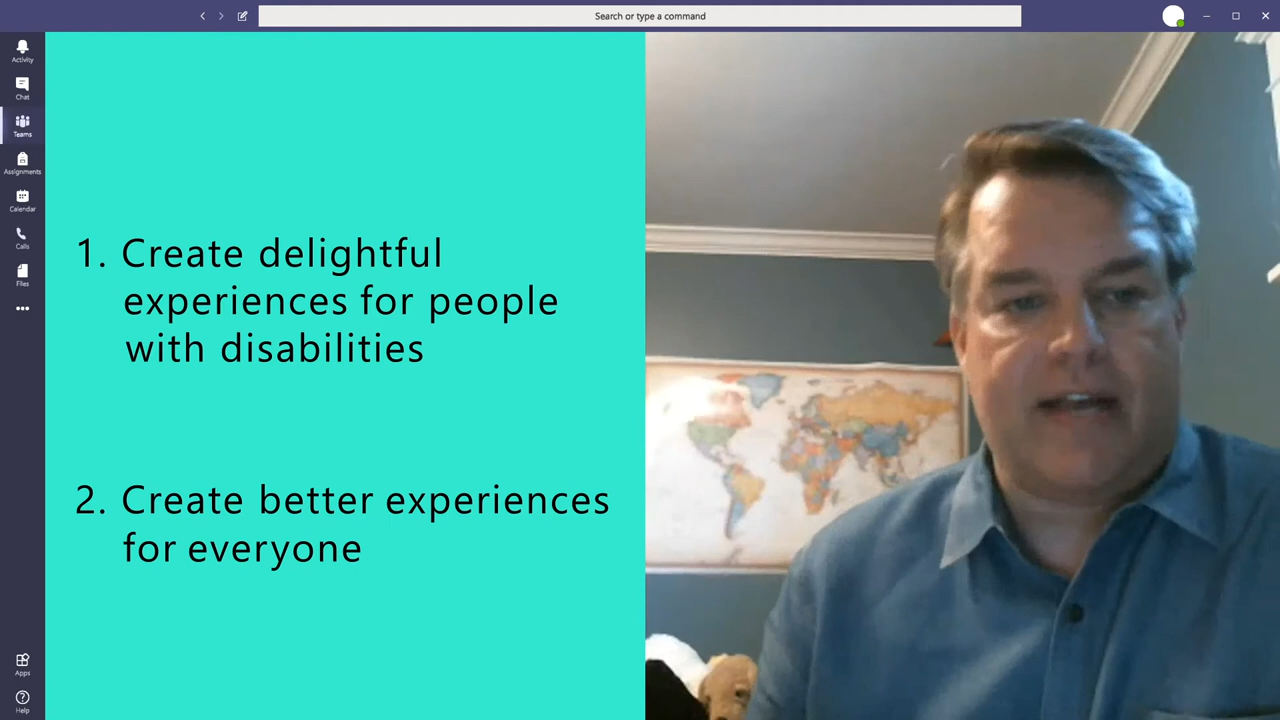 Search or type a command
Activity
Chat
Teams
Assignments
Calendar
Calls
Files
1. Create delightful
experiences for people
with disabilities
2. Create better experiences
for everyone
Apps
Help